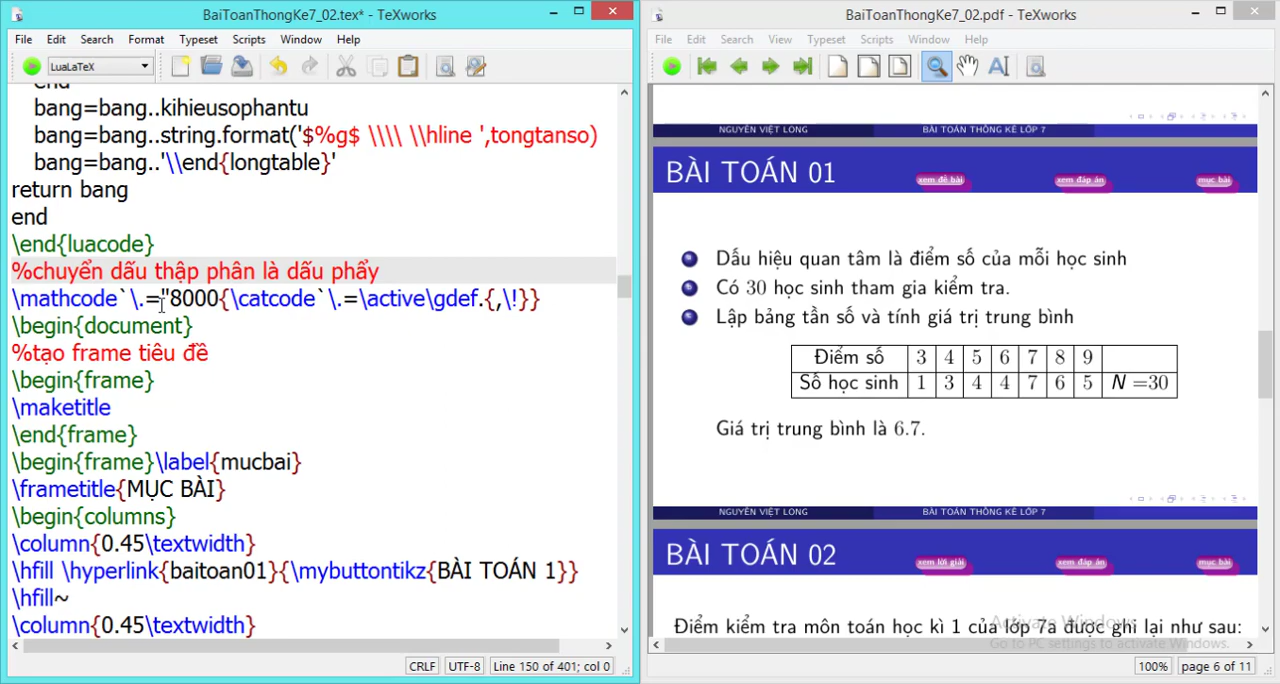 BaiToanThongKe7_02.tex* - TeXworks
File Edit Search Format Typeset Scripts Window Help
LuaLaTeX
end
bang=bang..kihieusophantu
bang=bang..string.format('$%g$ \\\\ \\hline ',tongtanso)
bang=bang..'\\end{longtable}'
return bang
end
\end{luacode}
%chuyển dấu thập phân là dấu phẩy
\mathcode`\.="8000{\catcode`\.=\active\gdef.{,\!}}
\begin{document}
%tạo frame tiêu đề
\begin{frame}
\maketitle
\end{frame}
\begin{frame}\label{mucbai}
\frametitle{MỤC BÀI}
\begin{columns}
\column{0.45\textwidth}
\hfill \hyperlink{baitoan01}{\mybuttontikz{BÀI TOÁN 1}}
\hfill~
\column{0.45\textwidth}
CRLF UTF-8 Line 150 of 401; col 0
BaiToanThongKe7_02.pdf - TeXworks
File Edit Search View Typeset Scripts Window Help
NGUYỄN VIỆT LONG BÀI TOÁN THỐNG KÊ LỚP 7
BÀI TOÁN 01 xem đề bài xem đáp án mục bài
Dấu hiệu quan tâm là điểm số của mỗi học sinh
Có 30 học sinh tham gia kiểm tra.
Lập bảng tần số và tính giá trị trung bình
Điểm số 3 4 5 6 7 8 9
Số học sinh 1 3 4 4 7 6 5 N =30
Giá trị trung bình là 6.7.
NGUYỄN VIỆT LONG BÀI TOÁN THỐNG KÊ LỚP 7
BÀI TOÁN 02 xem lời giải xem đáp án mục bài
Điểm kiểm tra môn toán học kì 1 của lớp 7a được ghi lại như sau:
Activate Windows
Go to PC settings to activate Windows.
100% page 6 of 11